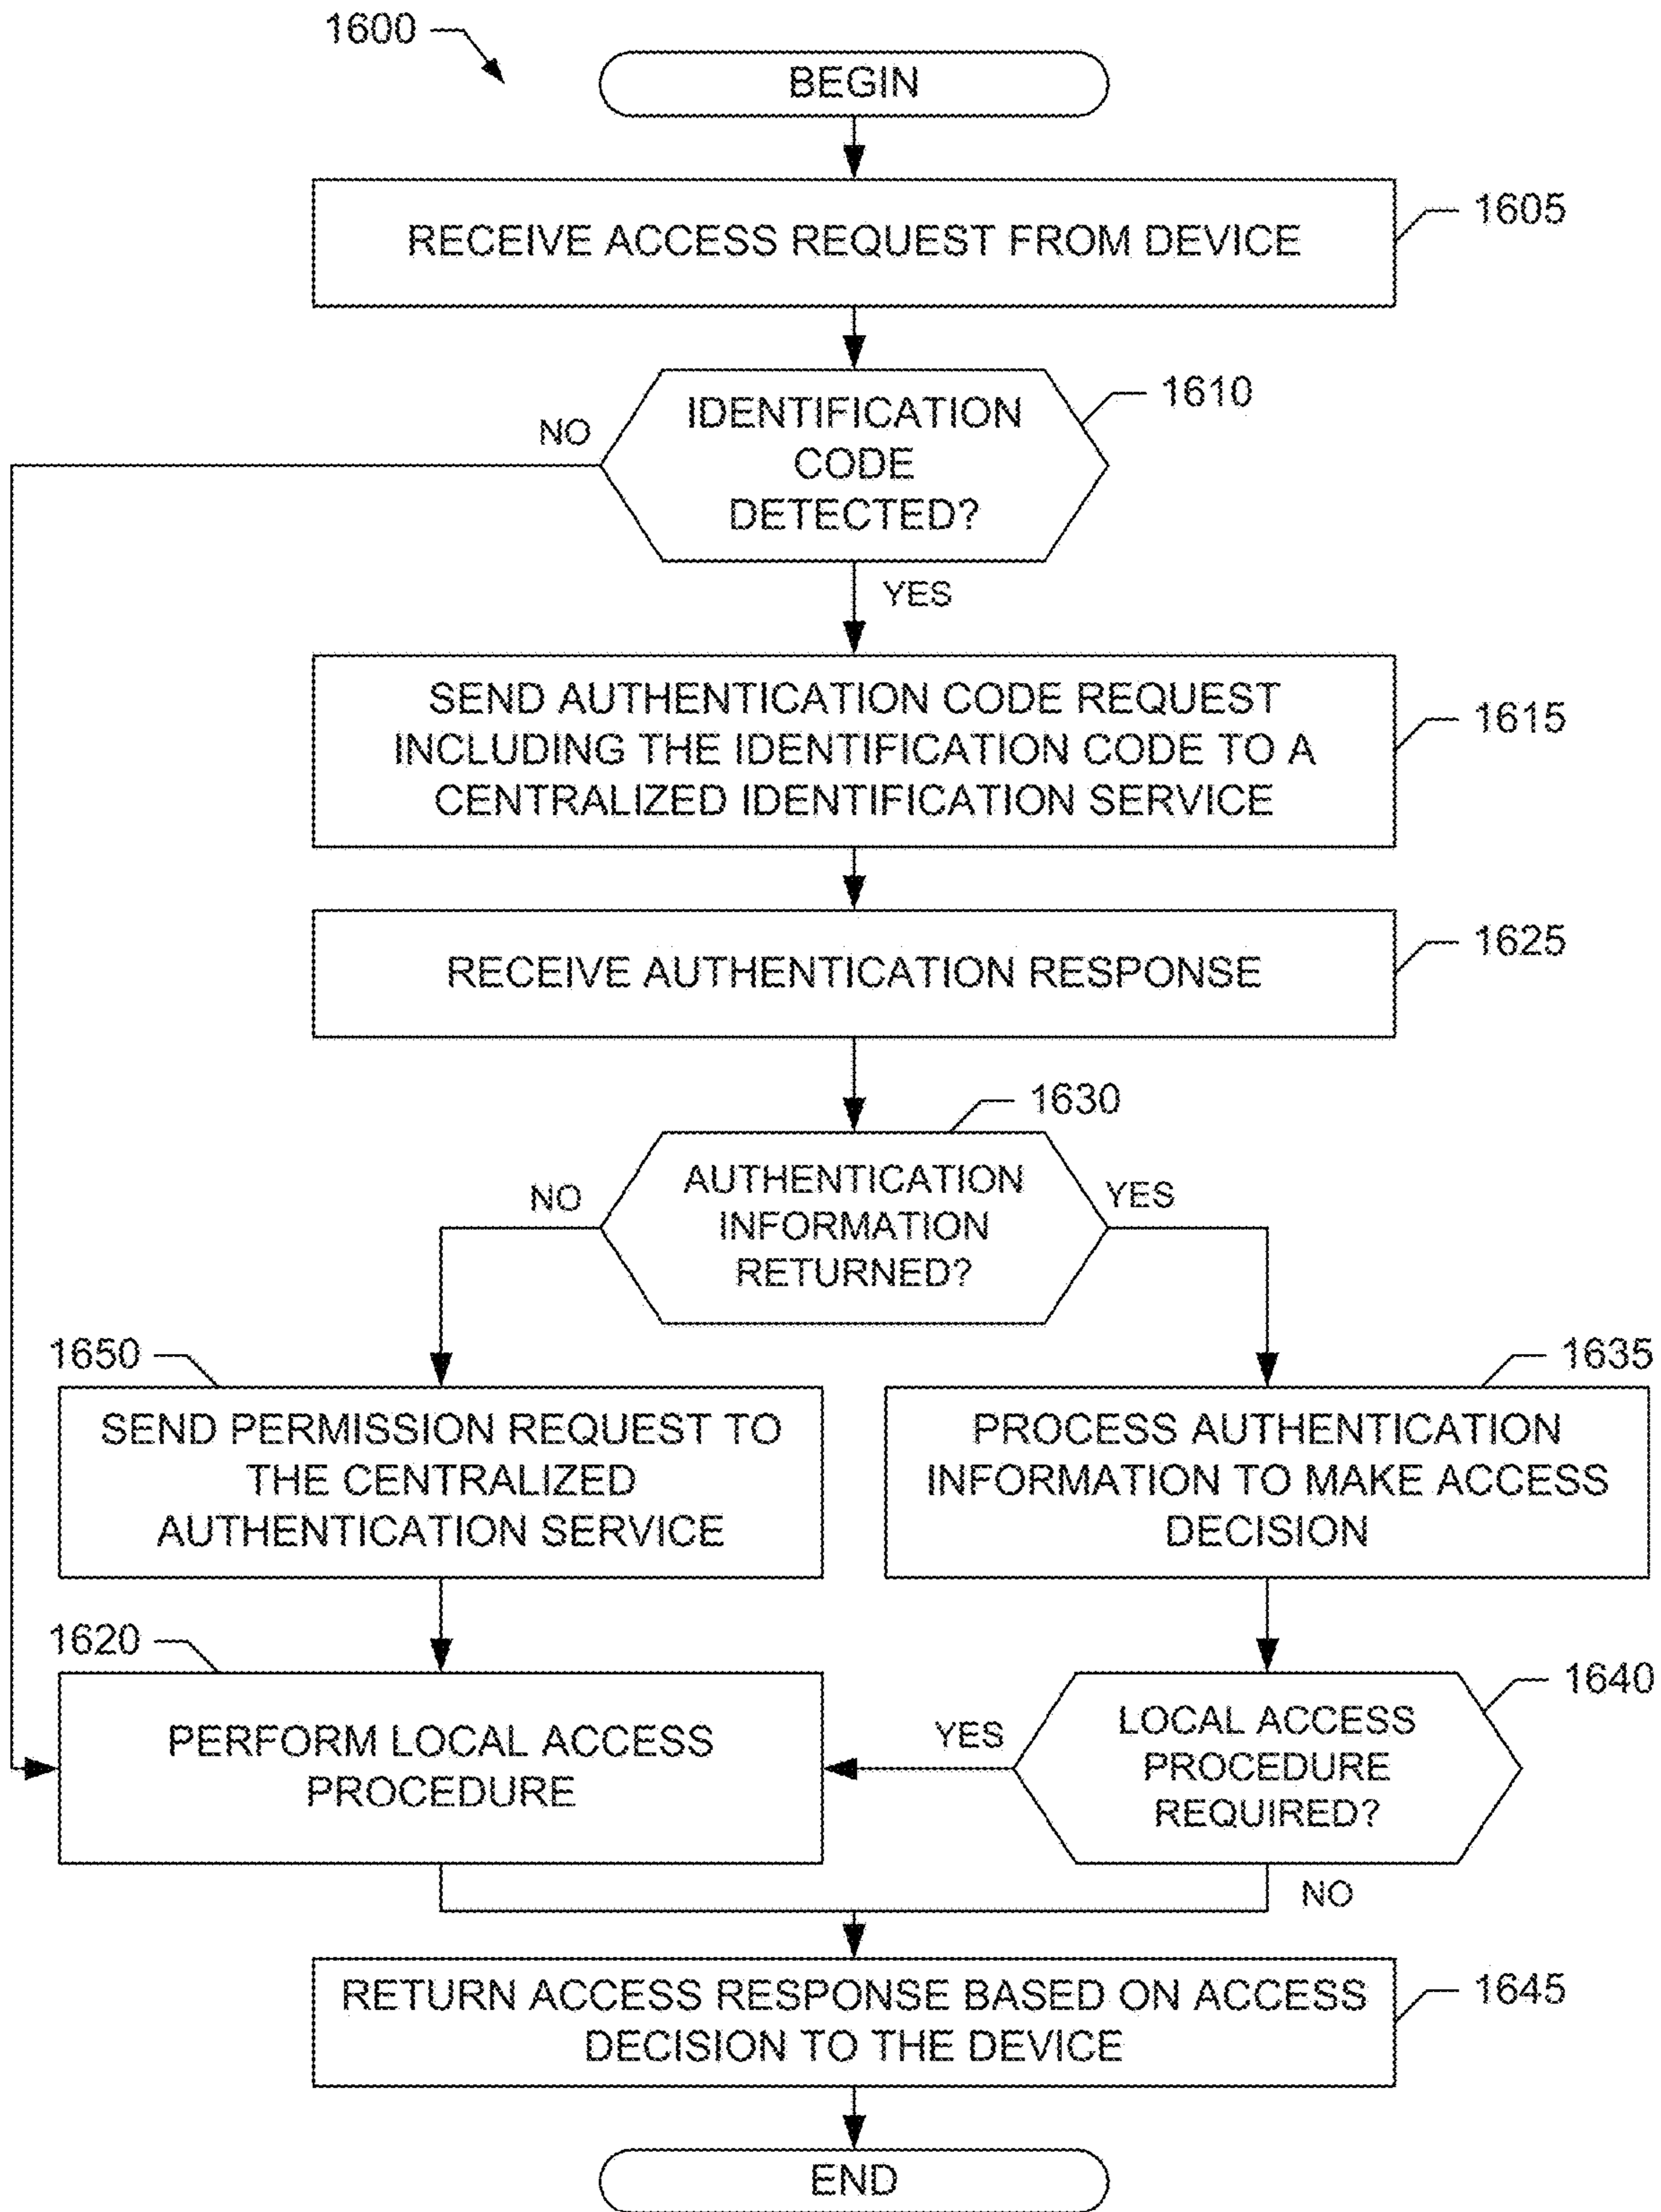 1600
BEGIN
RECEIVE ACCESS REQUEST FROM DEVICE
1605
IDENTIFICATION
CODE
DETECTED?
1610
NO
YES
SEND AUTHENTICATION CODE REQUEST
INCLUDING THE IDENTIFICATION CODE TO A
CENTRALIZED IDENTIFICATION SERVICE
1615
RECEIVE AUTHENTICATION RESPONSE
1625
1630
AUTHENTICATION
INFORMATION
RETURNED?
NO
YES
1650
SEND PERMISSION REQUEST TO
THE CENTRALIZED
AUTHENTICATION SERVICE
1635
PROCESS AUTHENTICATION
INFORMATION TO MAKE ACCESS
DECISION
1620
PERFORM LOCAL ACCESS
PROCEDURE
YES
1640
LOCAL ACCESS
PROCEDURE
REQUIRED?
NO
RETURN ACCESS RESPONSE BASED ON ACCESS
DECISION TO THE DEVICE
1645
END